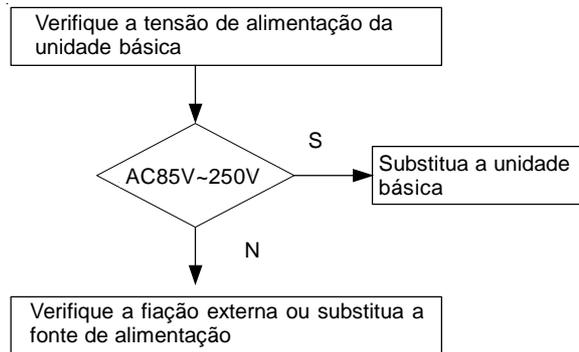 Verifique a tensão de alimentação da
unidade básica
S
AC85V~250V
Substitua a unidade
básica
N
Verifique a fiação externa ou substitua a
fonte de alimentação